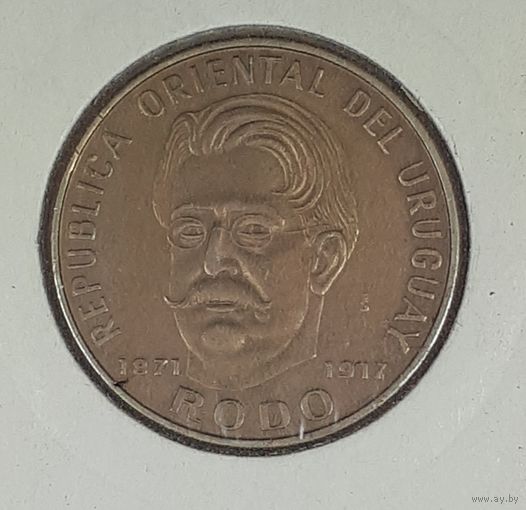 REPUBLICA ORIENTAL DEL URUGUAY
1871 1917
RODO
www.ay.by